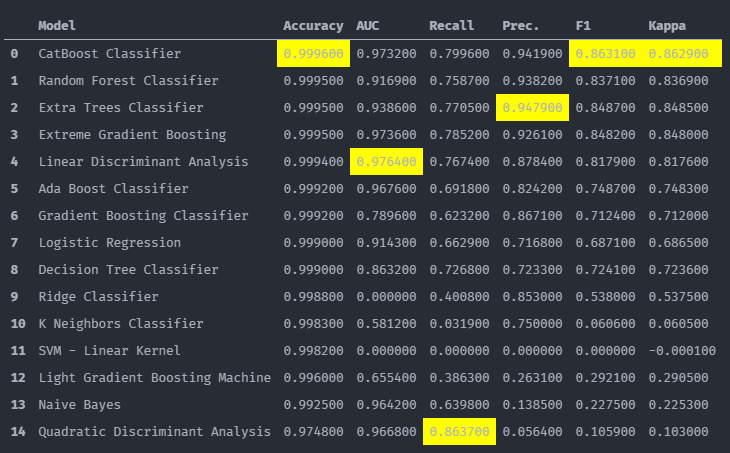 Model Accuracy AUC Recall Prec. F1 Kappa
0 CatBoost Classifier 0.999600 0.973200 0.799600 0.941900 0.863100 0.862900
1 Random Forest Classifier 0.999500 0.916900 0.758700 0.938200 0.837100 0.836900
2 Extra Trees Classifier 0.999500 0.938600 0.770500 0.947900 0.848700 0.848500
3 Extreme Gradient Boosting 0.999500 0.973600 0.785200 0.926100 0.848200 0.848000
4 Linear Discriminant Analysis 0.999400 0.976400 0.767400 0.878400 0.817900 0.817600
5 Ada Boost Classifier 0.999200 0.967600 0.691800 0.824200 0.748700 0.748300
6 Gradient Boosting Classifier 0.999200 0.789600 0.623200 0.867100 0.712400 0.712000
7 Logistic Regression 0.999000 0.914300 0.662900 0.716800 0.687100 0.686500
8 Decision Tree Classifier 0.999000 0.863200 0.726800 0.723300 0.724100 0.723600
9 Ridge Classifier 0.998800 0.000000 0.400800 0.853000 0.538000 0.537500
10 K Neighbors Classifier 0.998300 0.581200 0.031900 0.750000 0.060600 0.060500
11 SVM - Linear Kernel 0.998200 0.000000 0.000000 0.000000 0.000000 -0.000100
12 Light Gradient Boosting Machine 0.996000 0.655400 0.386300 0.263100 0.292100 0.290500
13 Naive Bayes 0.992500 0.964200 0.639800 0.138500 0.227500 0.225300
14 Quadratic Discriminant Analysis 0.974800 0.966800 0.863700 0.056400 0.105900 0.103000